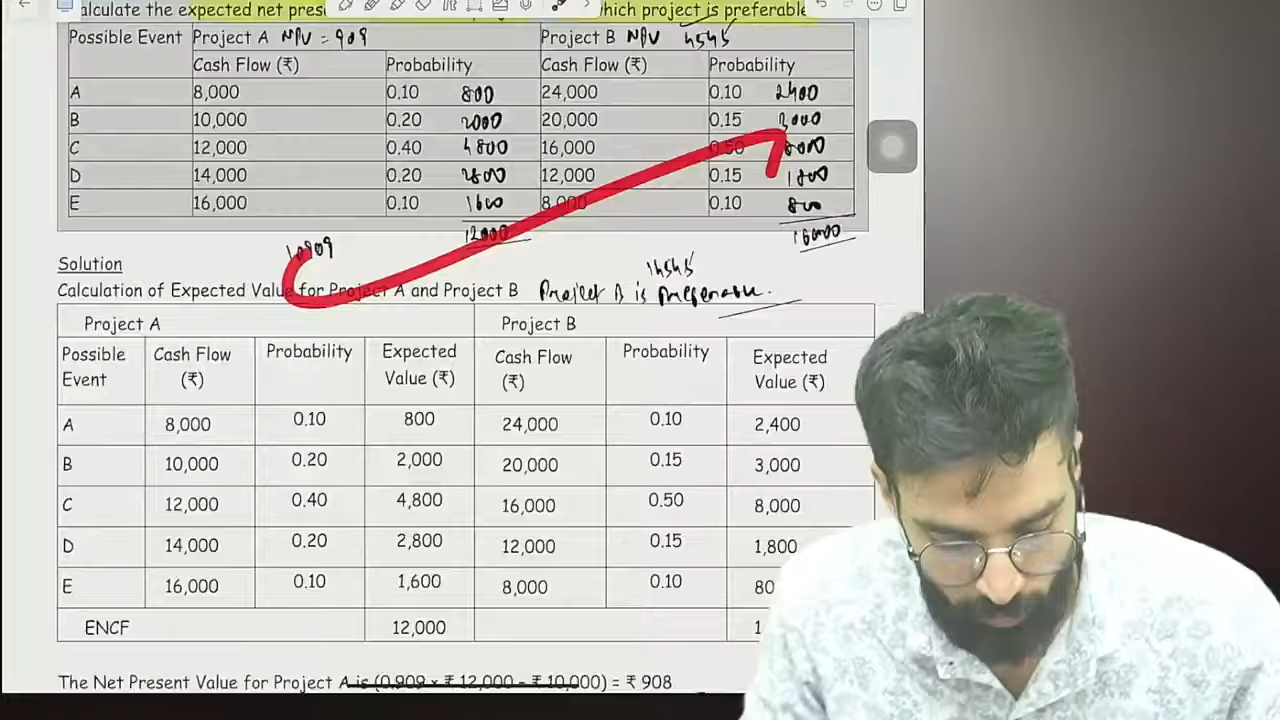 alculate the expected net pres which project is preferable
Possible Event Project A NPV = 909 Project B NPV 4545
Cash Flow (₹) Probability Cash Flow (₹) Probability
A 8,000 0.10 800 24,000 0.10 2400
B 10,000 0.20 2000 20,000 0.15 3000
C 12,000 0.40 4800 16,000 0.50 8000
D 14,000 0.20 2800 12,000 0.15 1800
E 16,000 0.10 1600 8,000 0.10 800
12000 16000
10909
Solution 14545
Calculation of Expected Value for Project A and Project B Project B is preferable.
Project A Project B
Possible Event Cash Flow (₹) Probability Expected Value (₹) Cash Flow (₹) Probability Expected Value (₹)
A 8,000 0.10 800 24,000 0.10 2,400
B 10,000 0.20 2,000 20,000 0.15 3,000
C 12,000 0.40 4,800 16,000 0.50 8,000
D 14,000 0.20 2,800 12,000 0.15 1,800
E 16,000 0.10 1,600 8,000 0.10 80
ENCF 12,000 1
The Net Present Value for Project A is (0.909 x ₹ 12,000 - ₹ 10,000) = ₹ 908